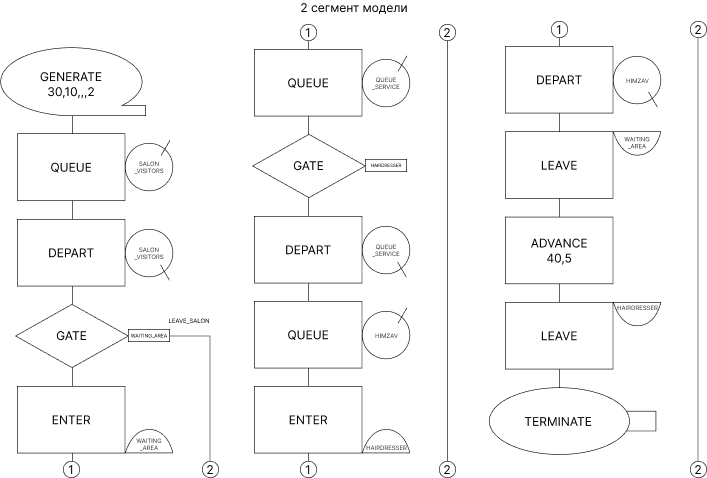 2 сегмент модели
GENERATE
30,10,,,2
QUEUE
SALON
_VISITORS
DEPART
SALON
_VISITORS
GATE
WAITING_AREA
LEAVE_SALON
ENTER
WAITING
_AREA
1
2
1
QUEUE
QUEUE
_SERVICE
GATE
HAIRDRESSER
DEPART
QUEUE
_SERVICE
QUEUE
HIMZAV
ENTER
HAIRDRESSER
1
2
2
1
DEPART
HIMZAV
LEAVE
WAITING
_AREA
ADVANCE
40,5
LEAVE
HAIRDRESSER
TERMINATE
2
2